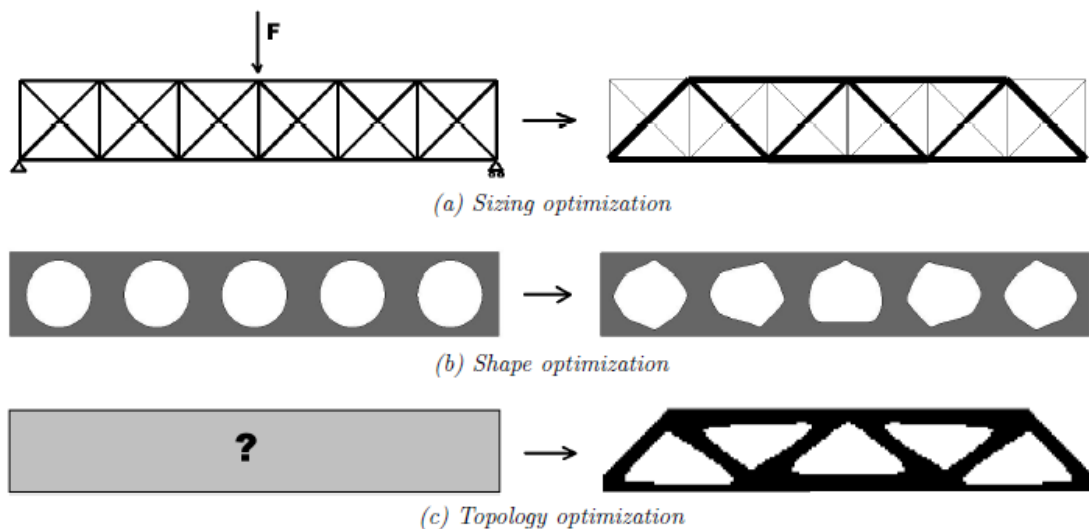 F
(a) Sizing optimization
(b) Shape optimization
?
(c) Topology optimization